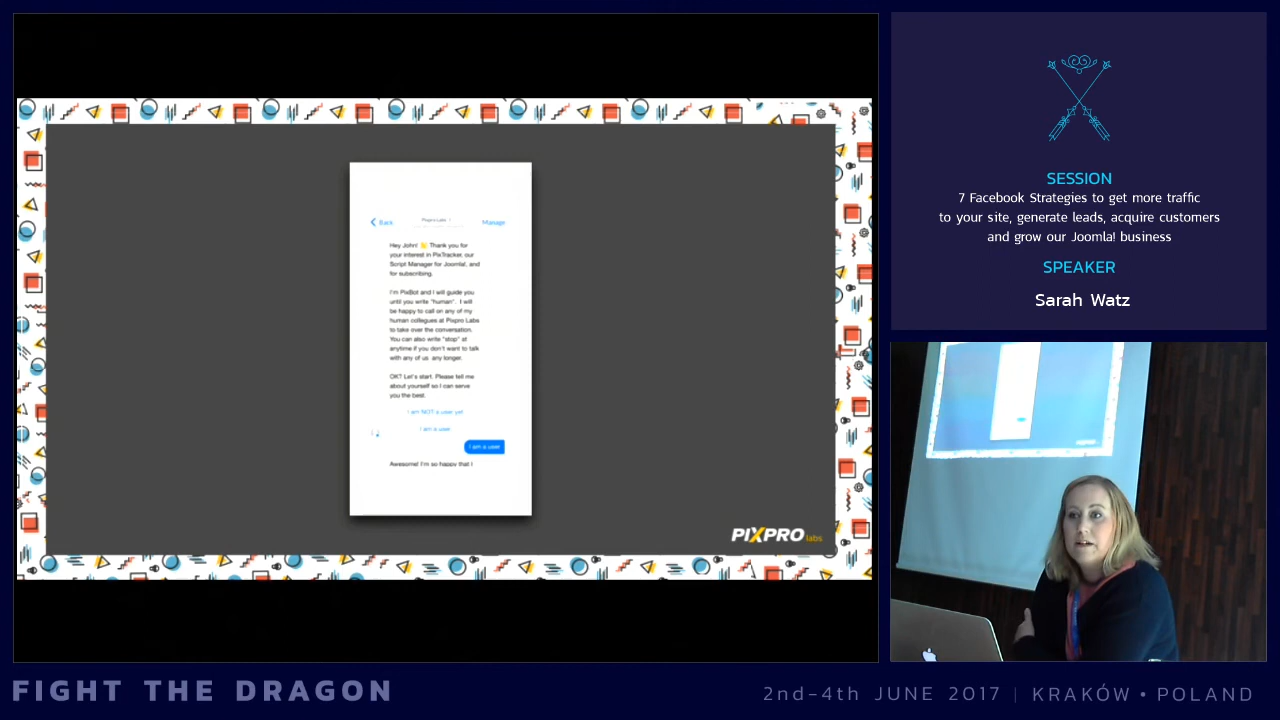 Back
Pixpro Labs
Manage
Hey John! Thank you for
your interest in PixTracker, our
Script Manager for Joomla!, and
for subscribing.
I'm PixBot and I will guide you
until you write "human". I will
be happy to call on any of my
human collegues at Pixpro Labs
to take over the conversation.
You can also write "stop" at
anytime if you don't want to talk
with any of us any longer.
OK? Let's start. Please tell me
about yourself so I can serve
you the best.
I am NOT a user yet
I am a user
I am a user
Awesome! I'm so happy that I
PIXPRO labs
SESSION
7 Facebook Strategies to get more traffic
to your site, generate leads, acquire customers
and grow our Joomla! business
SPEAKER
Sarah Watz
FIGHT THE DRAGON
2nd-4th JUNE 2017 | KRAKÓW • POLAND